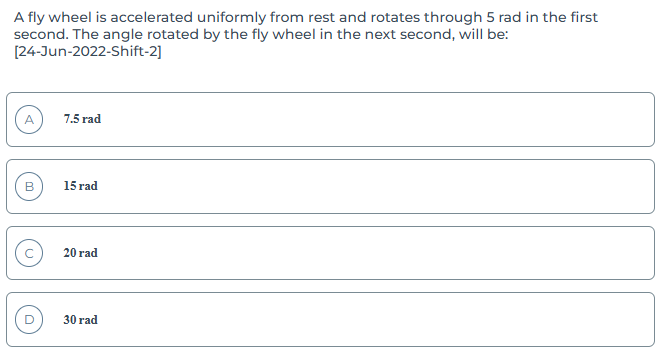 A fly wheel is accelerated uniformly from rest and rotates through 5 rad in the first
second. The angle rotated by the fly wheel in the next second, will be:
[24-Jun-2022-Shift-2]
A 7.5 rad
B 15 rad
C 20 rad
D 30 rad